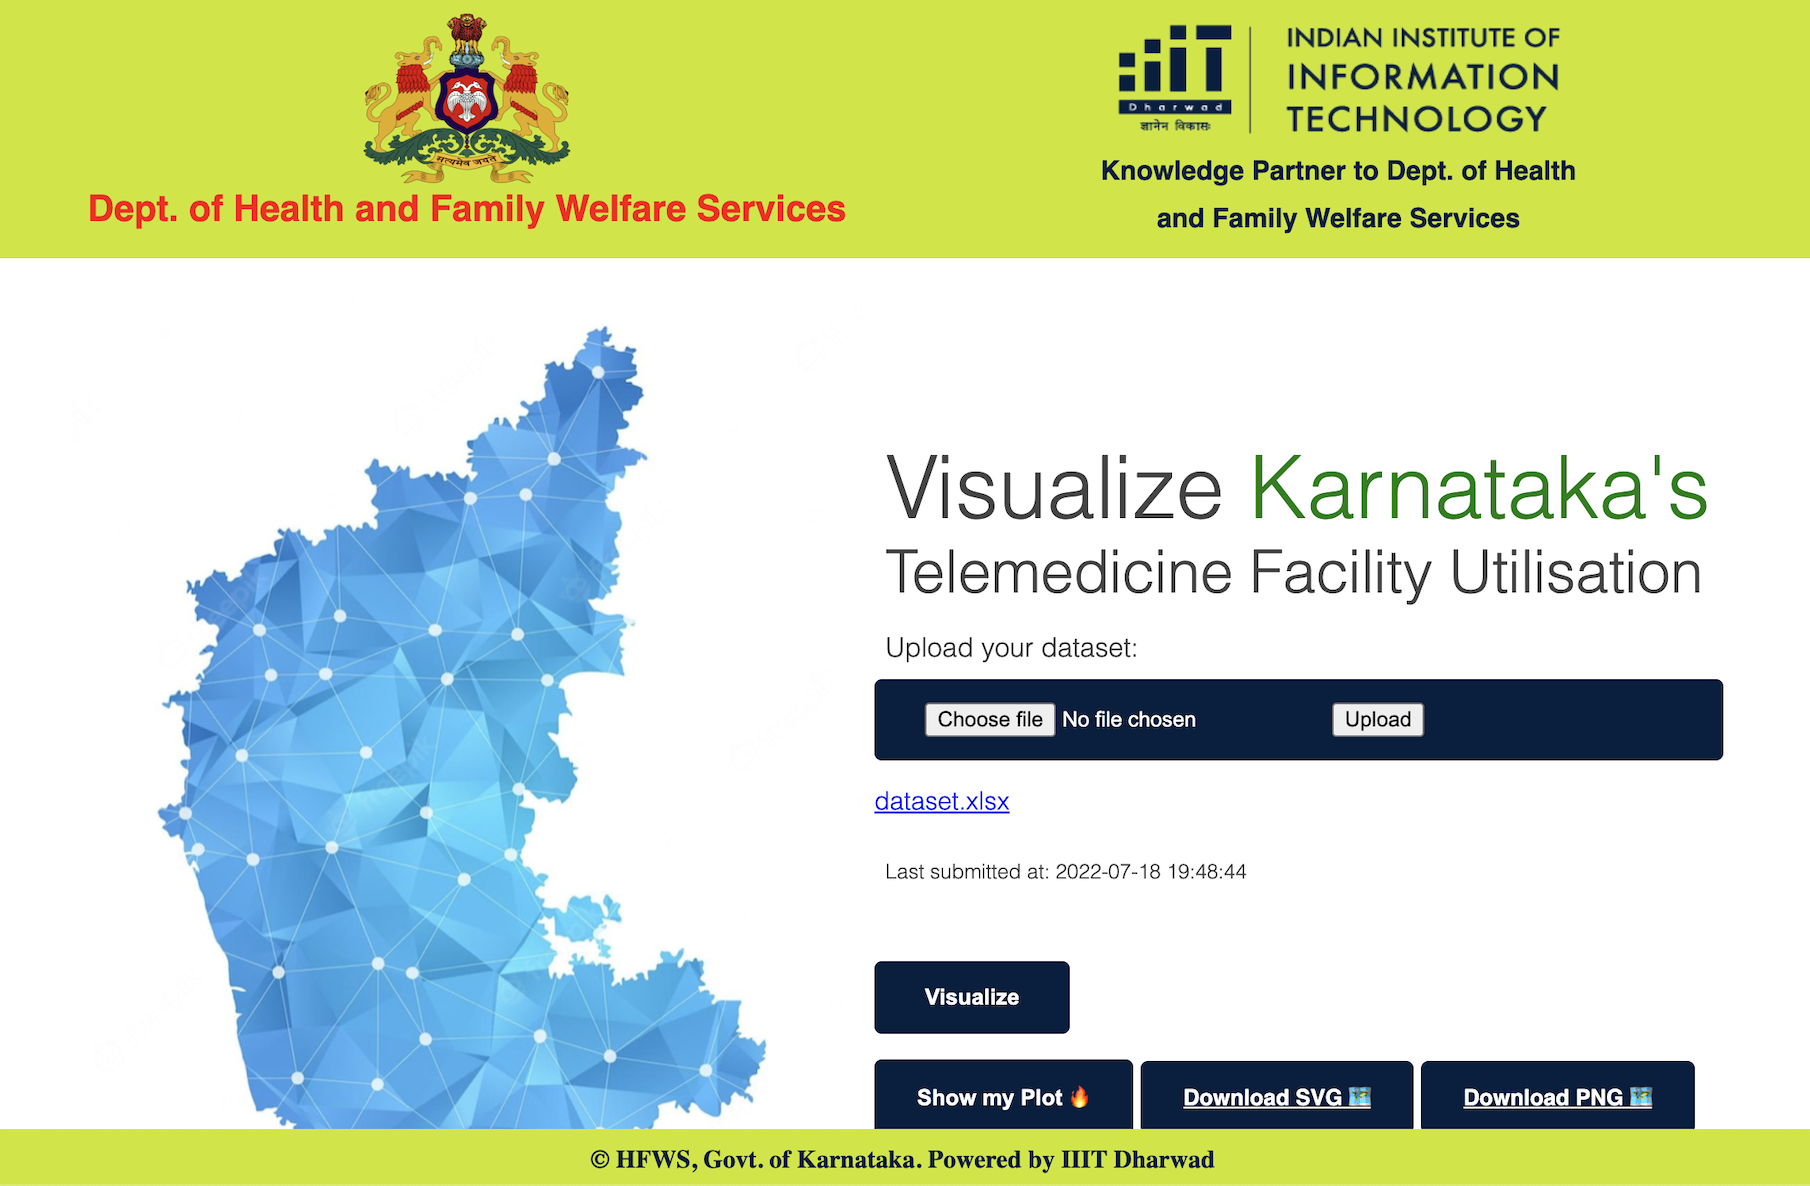 सत्यमेव जयते
Dept. of Health and Family Welfare Services
Dharwad
ज्ञानेन विकासः
INDIAN INSTITUTE OF
INFORMATION
TECHNOLOGY
Knowledge Partner to Dept. of Health
and Family Welfare Services
Visualize Karnataka's
Telemedicine Facility Utilisation
Upload your dataset:
Choose file No file chosen Upload
dataset.xlsx
Last submitted at: 2022-07-18 19:48:44
Visualize
Show my Plot 🔥 Download SVG 🗺️ Download PNG 🗺️
© HFWS, Govt. of Karnataka. Powered by IIIT Dharwad